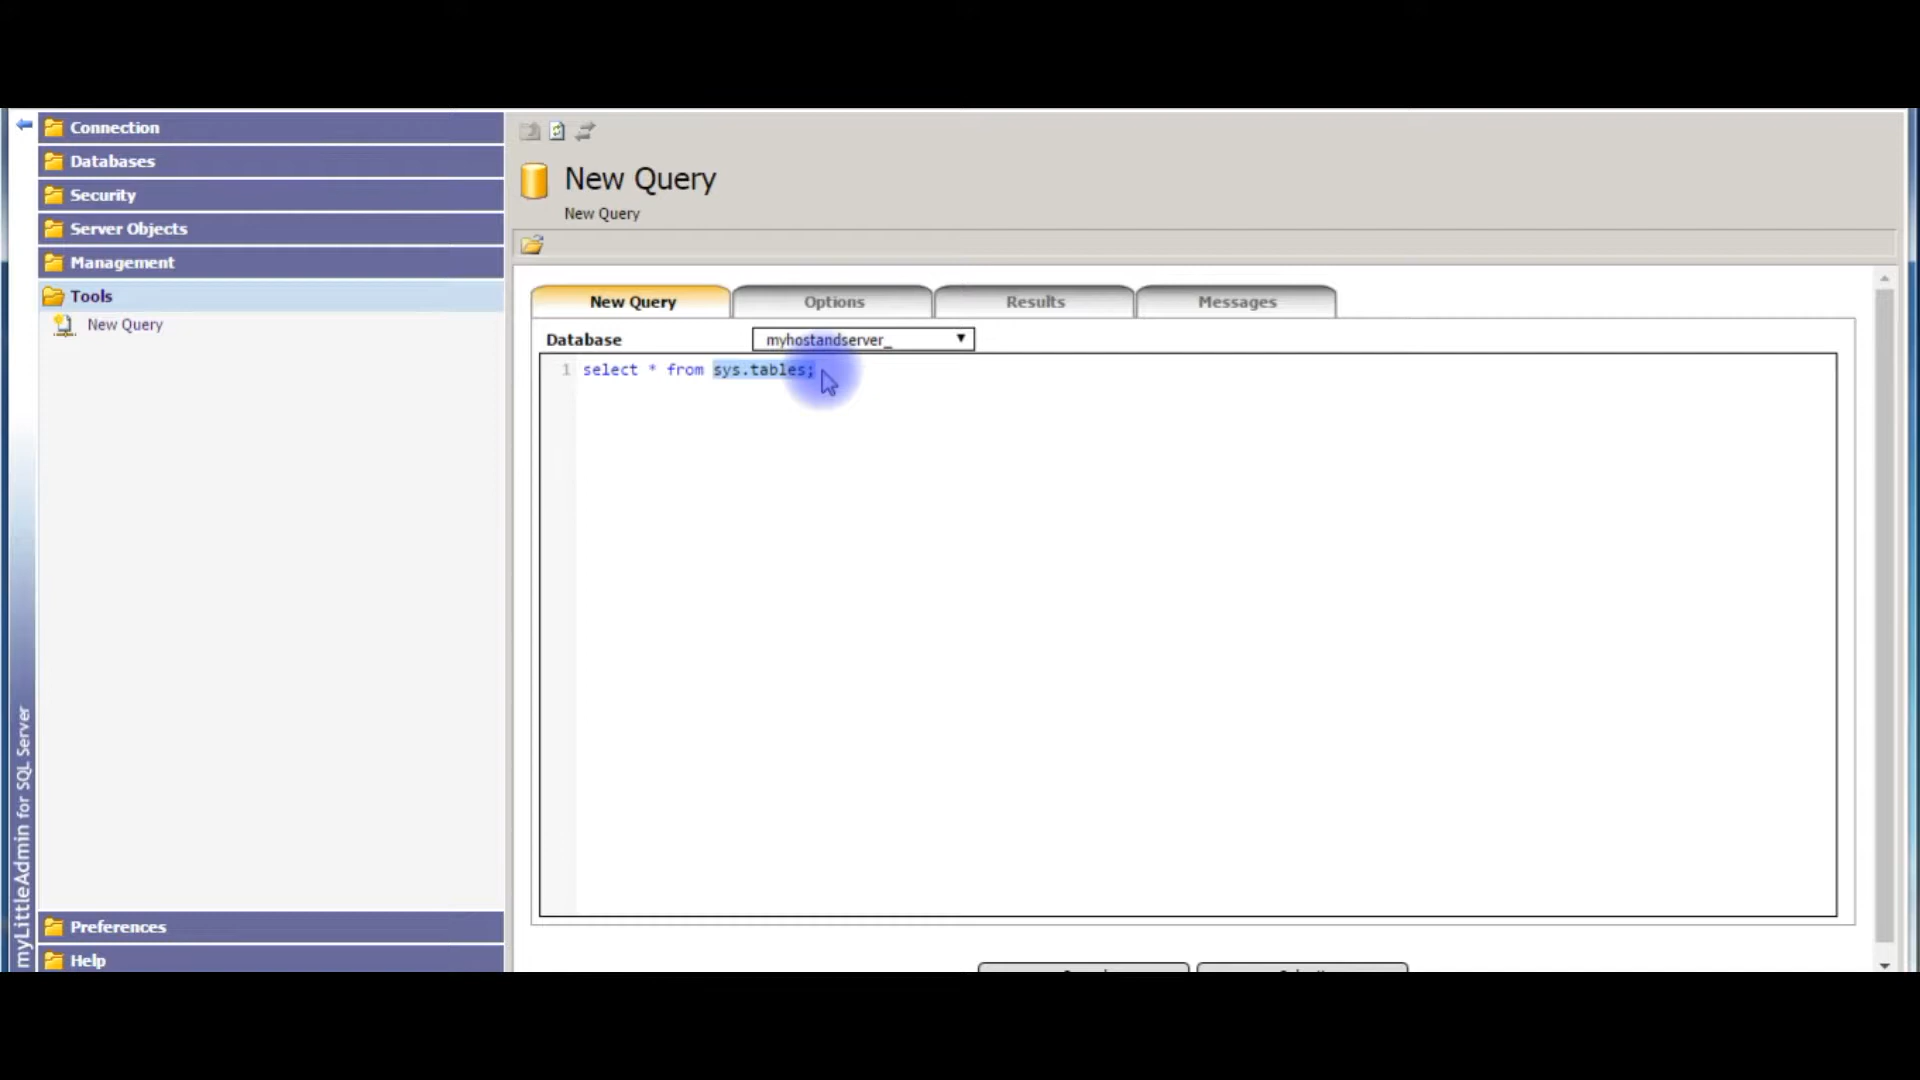 Connection
Databases
Security
Server Objects
Management
Tools
New Query
Preferences
Help
myLittleAdmin for SQL Server
New Query
New Query
New Query
Options
Results
Messages
Database
myhostandserver_
1 select * from sys.tables;